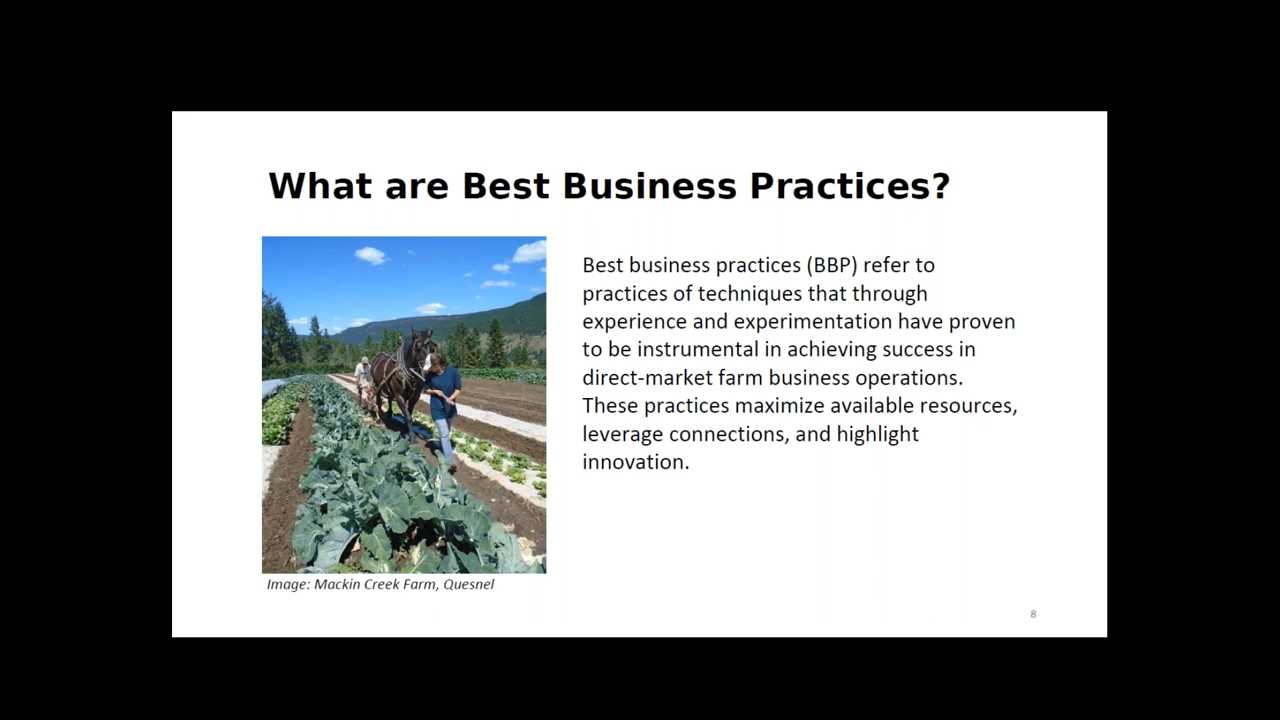 What are Best Business Practices?
Best business practices (BBP) refer to
practices of techniques that through
experience and experimentation have proven
to be instrumental in achieving success in
direct-market farm business operations.
These practices maximize available resources,
leverage connections, and highlight
innovation.
Image: Mackin Creek Farm, Quesnel
8